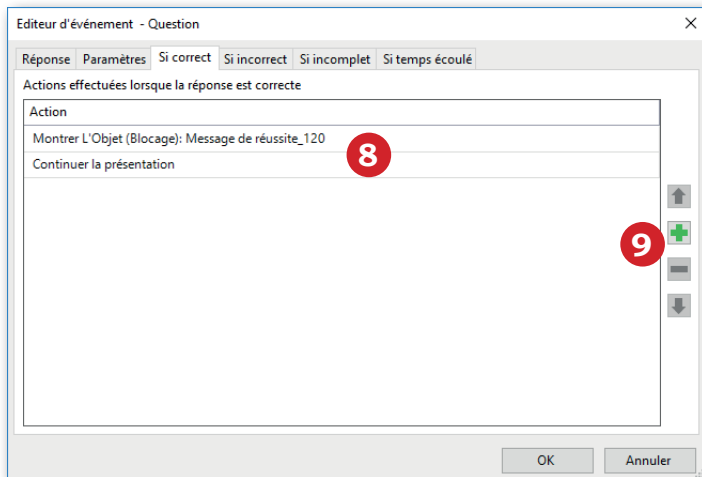 Editeur d'événement - Question
Réponse Paramètres Si correct Si incorrect Si incomplet Si temps écoulé
Actions effectuées lorsque la réponse est correcte
Action
Montrer L'Objet (Blocage): Message de réussite_120
8
Continuer la présentation
9
OK Annuler